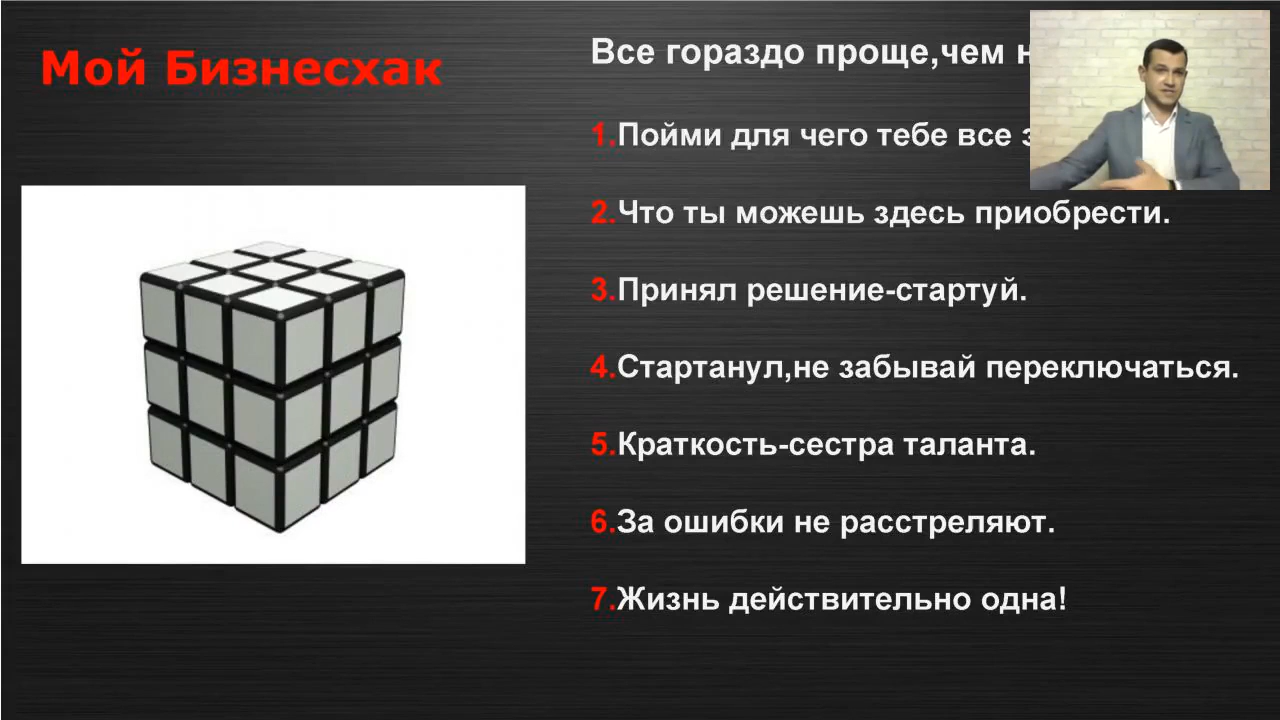 Мой Бизнесхак
Все гораздо проще,чем
1.Пойми для чего тебе все
2.Что ты можешь здесь приобрести.
3.Принял решение-стартуй.
4.Стартанул,не забывай переключаться.
5.Краткость-сестра таланта.
6.За ошибки не расстреляют.
7.Жизнь действительно одна!